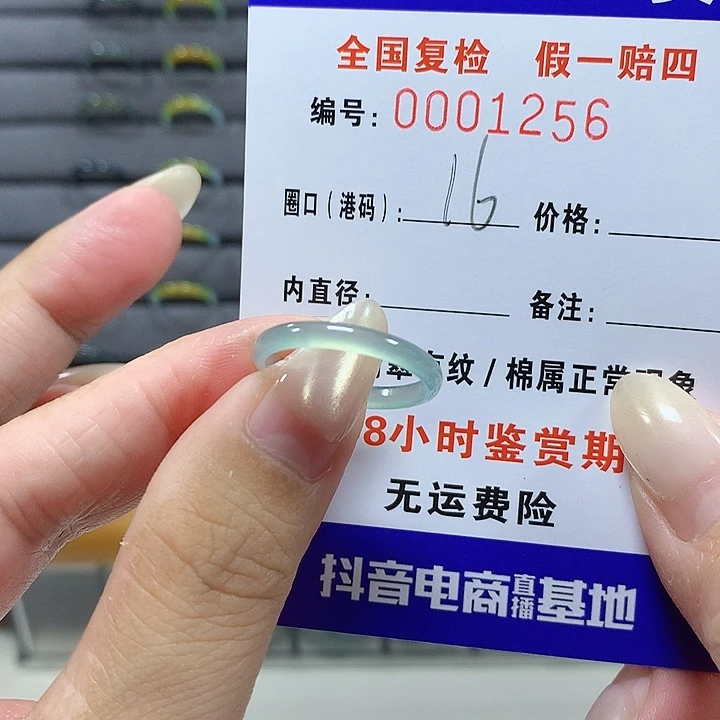 全国复检 假一赔四
编号: 0001256
圈口(港码): 16 价格:
内直径: 备注:
纹/棉属正常现象
8小时鉴赏期
无运费险
抖音电商直播基地